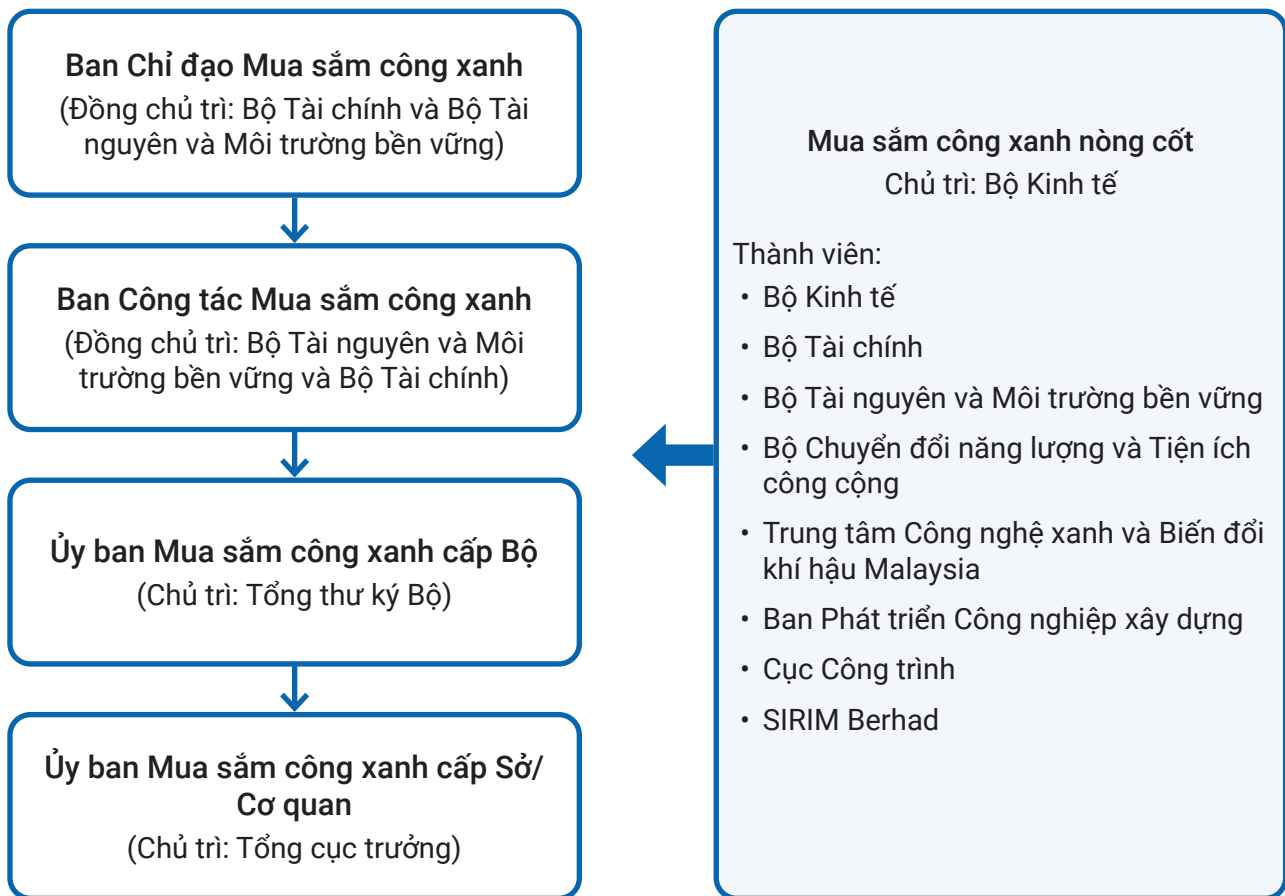 Ban Chỉ đạo Mua sắm công xanh
(Đồng chủ trì: Bộ Tài chính và Bộ Tài
nguyên và Môi trường bền vững)
Ban Công tác Mua sắm công xanh
(Đồng chủ trì: Bộ Tài nguyên và Môi
trường bền vững và Bộ Tài chính)
Ủy ban Mua sắm công xanh cấp Bộ
(Chủ trì: Tổng thư ký Bộ)
Ủy ban Mua sắm công xanh cấp Sở/
Cơ quan
(Chủ trì: Tổng cục trưởng)
Mua sắm công xanh nòng cốt
Chủ trì: Bộ Kinh tế
Thành viên:
• Bộ Kinh tế
• Bộ Tài chính
• Bộ Tài nguyên và Môi trường bền vững
• Bộ Chuyển đổi năng lượng và Tiện ích
công cộng
• Trung tâm Công nghệ xanh và Biến đổi
khí hậu Malaysia
• Ban Phát triển Công nghiệp xây dựng
• Cục Công trình
• SIRIM Berhad